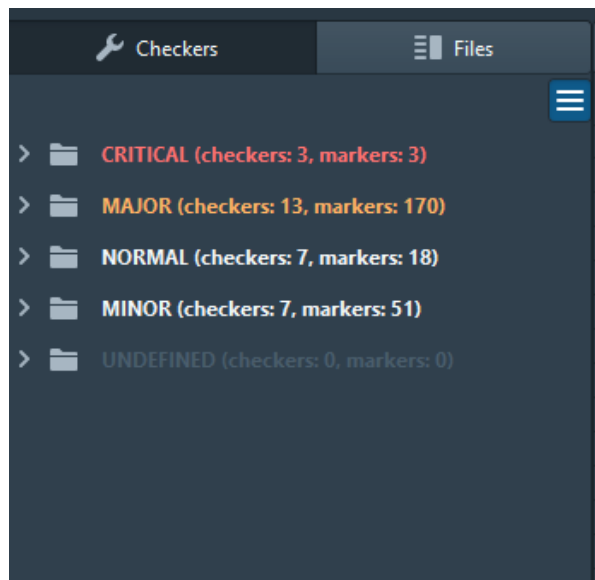 Checkers
Files
CRITICAL (checkers: 3, markers: 3)
MAJOR (checkers: 13, markers: 170)
NORMAL (checkers: 7, markers: 18)
MINOR (checkers: 7, markers: 51)
UNDEFINED (checkers: 0, markers: 0)